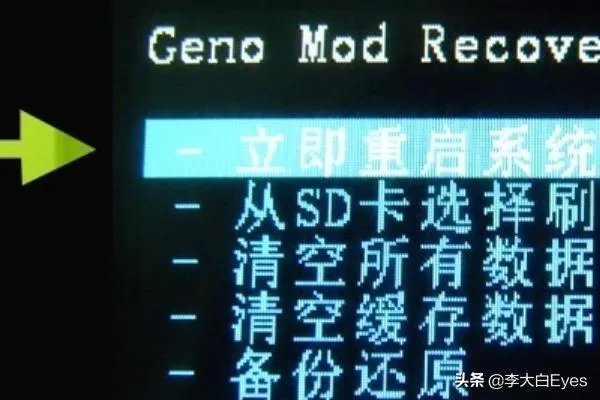 Geno Mod Recove
- 立即重启系统
- 从SD卡选择刷
- 清空所有数据
- 清空缓存数据
- 备份还原
头条 @李大白Eyes